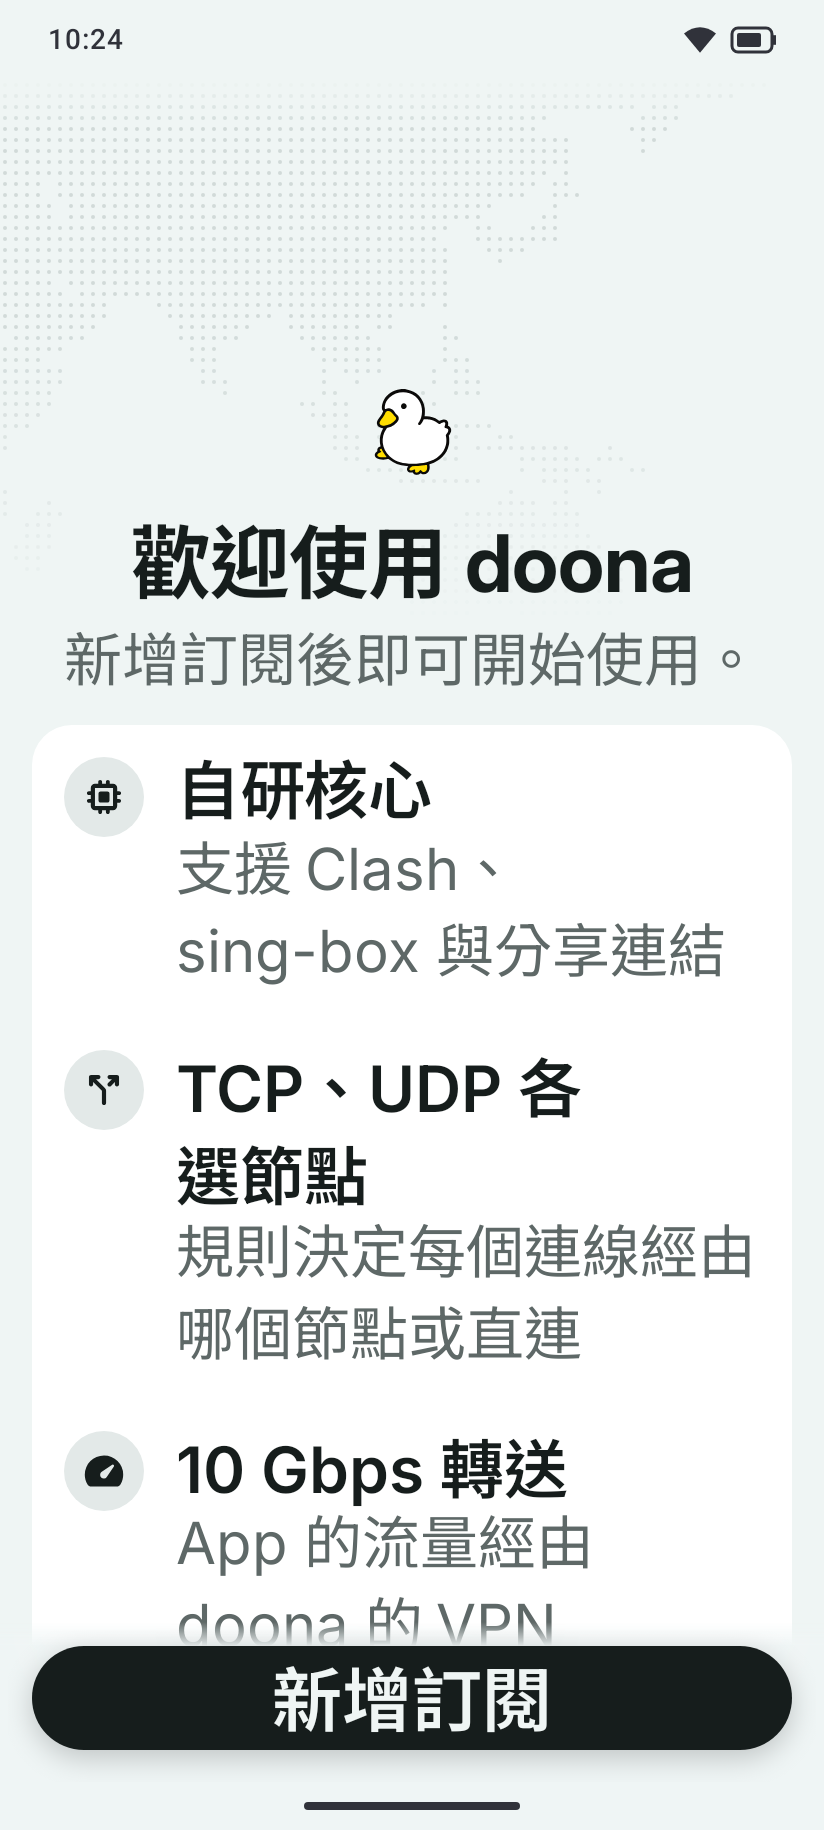 10:24
歡迎使用 doona
新增訂閱後即可開始使用。
自研核心
支援 Clash、
sing-box 與分享連結
TCP、UDP 各
選節點
規則決定每個連線經由
哪個節點或直連
10 Gbps 轉送
App 的流量經由
doona 的 VPN
新增訂閱